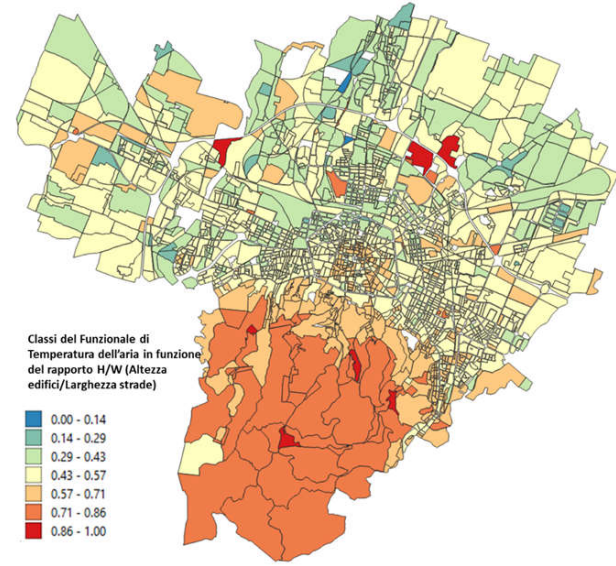 Classi del Funzionale di
Temperatura dell'aria in funzione
del rapporto H/W (Altezza
edifici/Larghezza strade)
0.00 - 0.14
0.14 - 0.29
0.29 - 0.43
0.43 - 0.57
0.57 - 0.71
0.71 - 0.86
0.86 - 1.00